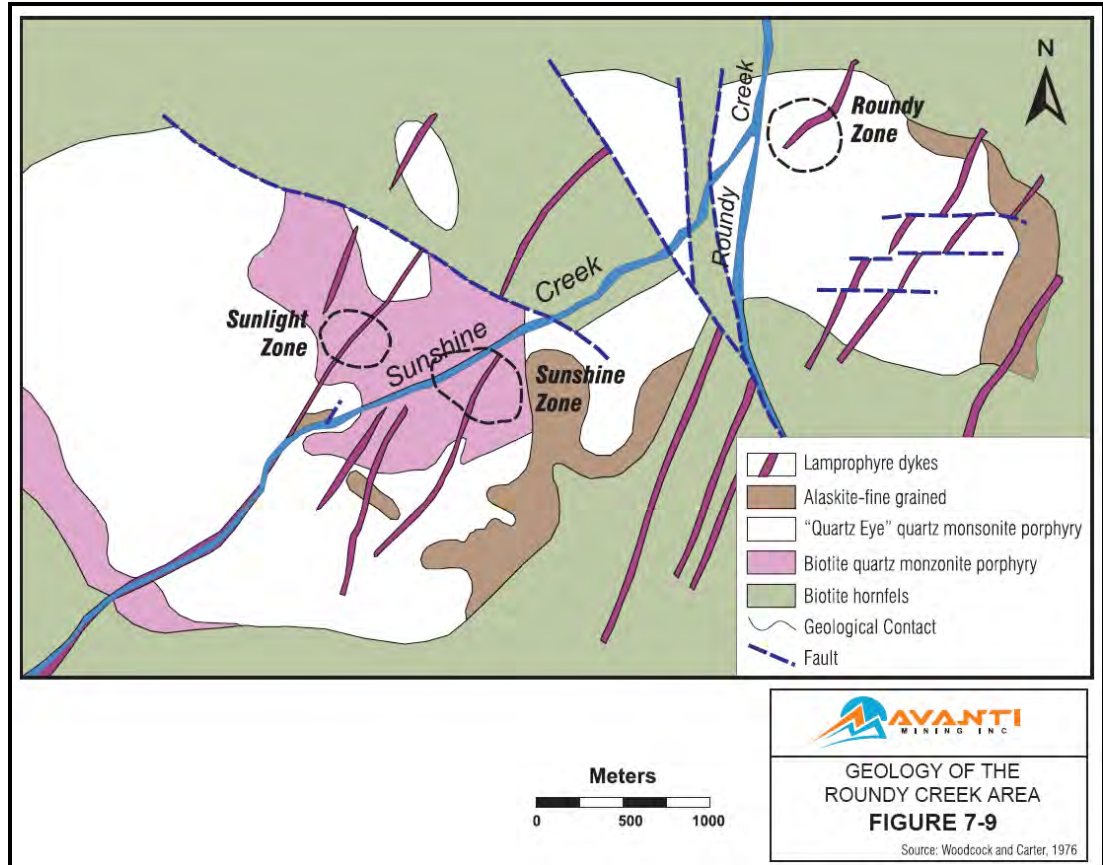 N
Creek
Roundy
Zone
Roundy
Creek
Sunlight
Zone
Sunshine
Sunshine
Zone
Lamprophyre dykes
Alaskite-fine grained
"Quartz Eye" quartz monsonite porphyry
Biotite quartz monzonite porphyry
Biotite hornfels
Geological Contact
Fault
Meters
0 500 1000
AVANTI
MINING INC
GEOLOGY OF THE
ROUNDY CREEK AREA
FIGURE 7-9
Source: Woodcock and Carter, 1976